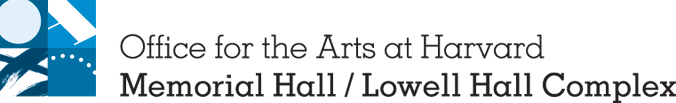 Office for the Arts at Harvard
Memorial Hall / Lowell Hall Complex